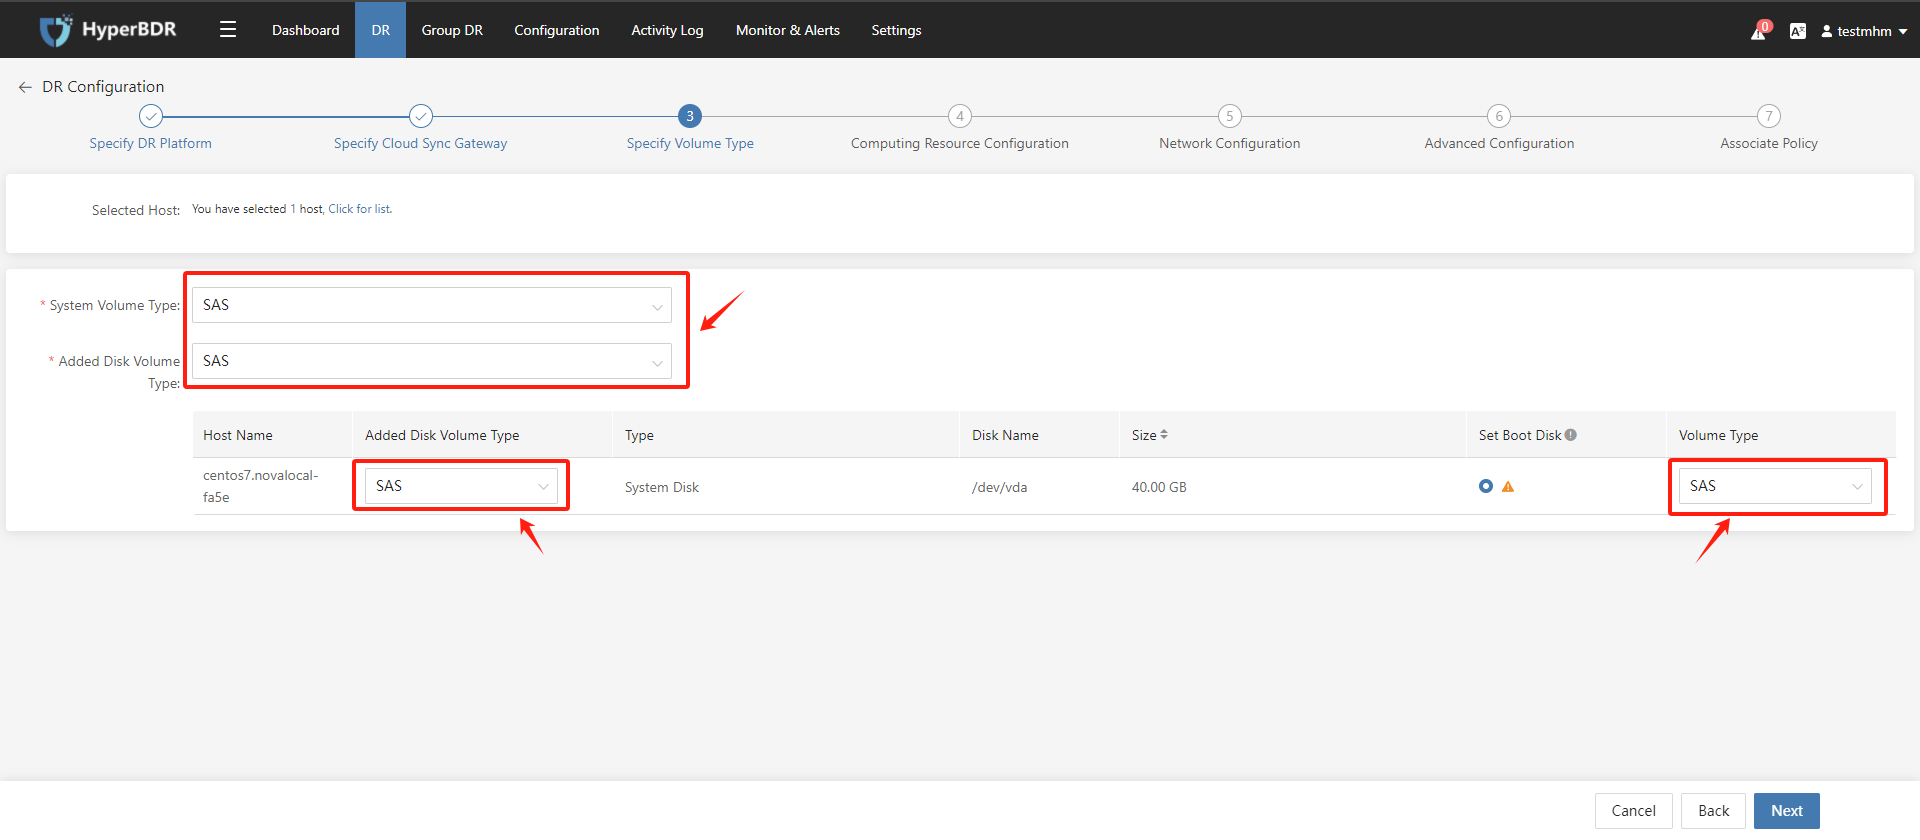 HyperBDR
Dashboard
DR
Group DR
Configuration
Activity Log
Monitor & Alerts
Settings
0
testmhm
DR Configuration
3
4
5
6
7
Specify DR Platform
Specify Cloud Sync Gateway
Specify Volume Type
Computing Resource Configuration
Network Configuration
Advanced Configuration
Associate Policy
Selected Host:
You have selected 1 host, Click for list.
* System Volume Type:
SAS
* Added Disk Volume
Type:
SAS
Host Name
Added Disk Volume Type
Type
Disk Name
Size
Set Boot Disk
Volume Type
centos7.novalocal-
fa5e
SAS
System Disk
/dev/vda
40.00 GB
SAS
Cancel
Back
Next